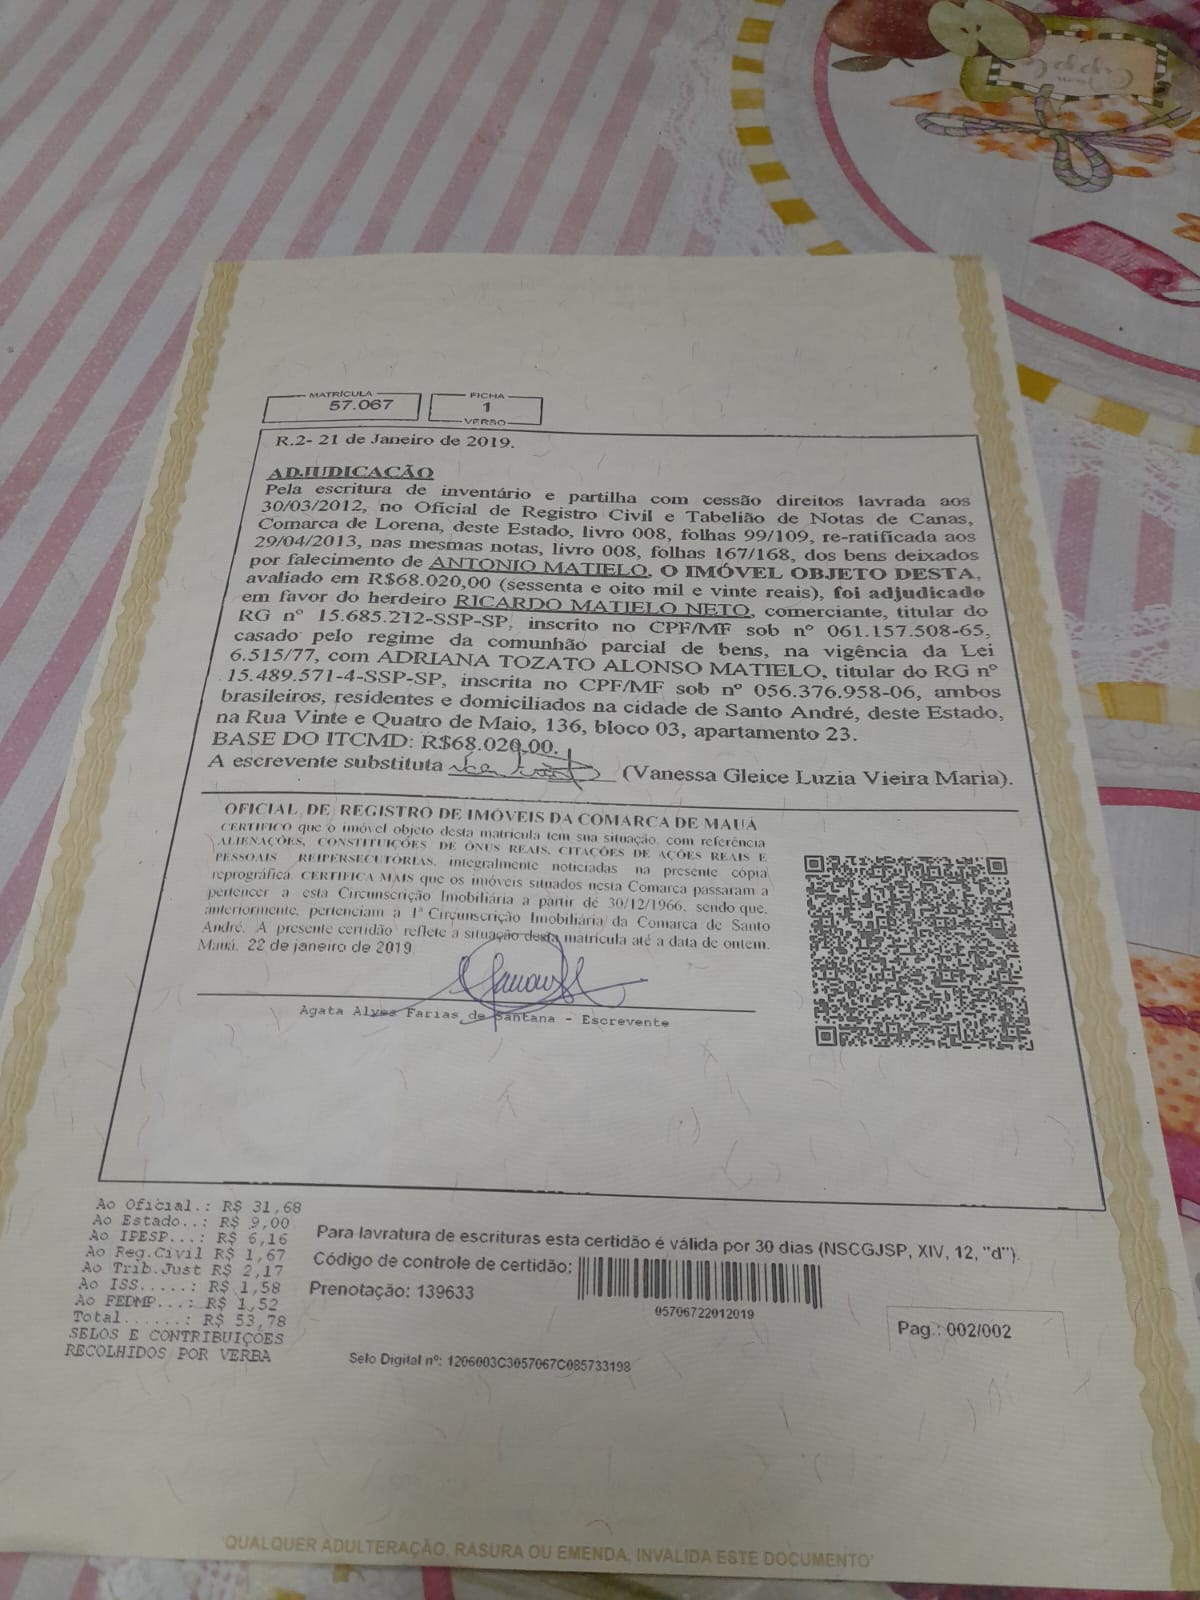 MATRÍCULA
57.067
FICHA
1
VERSO
R.2- 21 de Janeiro de 2019.
ADJUDICAÇÃO
Pela escritura de inventário e partilha com cessão direitos lavrada aos
30/03/2012, no Oficial de Registro Civil e Tabelião de Notas de Canas,
Comarca de Lorena, deste Estado, livro 008, folhas 99/109, re-ratificada aos
29/04/2013, nas mesmas notas, livro 008, folhas 167/168, dos bens deixados
por falecimento de ANTONIO MATIELO, O IMÓVEL OBJETO DESTA,
avaliado em R$68.020,00 (sessenta e oito mil e vinte reais), foi adjudicado
em favor do herdeiro RICARDO MATIELO NETO, comerciante, titular do
RG nº 15.685.212-SSP-SP, inscrito no CPF/MF sob nº 061.157.508-65,
casado pelo regime da comunhão parcial de bens, na vigência da Lei
6.515/77, com ADRIANA TOZATO ALONSO MATIELO, titular do RG nº
15.489.571-4-SSP-SP, inscrita no CPF/MF sob nº 056.376.958-06, ambos
brasileiros, residentes e domiciliados na cidade de Santo André, deste Estado,
na Rua Vinte e Quatro de Maio, 136, bloco 03, apartamento 23.
BASE DO ITCMD: R$68.020,00.
A escrevente substituta (Vanessa Gleice Luzia Vieira Maria).
OFICIAL DE REGISTRO DE IMÓVEIS DA COMARCA DE MAUÁ
CERTIFICO que o imóvel objeto desta matrícula tem sua situação, com referência
ALIENAÇÕES, CONSTITUIÇÕES DE ÔNUS REAIS, CITAÇÕES DE AÇÕES REAIS E
PESSOAIS REIPERSECUTÓRIAS, integralmente noticiadas na presente cópia
reprográfica. CERTIFICA MAIS que os imóveis situados nesta Comarca passaram a
pertencer a esta Circunscrição Imobiliária a partir de 30/12/1966, sendo que,
anteriormente, pertenciam à 1ª Circunscrição Imobiliária da Comarca de Santo
André. A presente certidão reflete a situação desta matrícula até a data de ontem.
Mauá, 22 de janeiro de 2019
Agata Alves Farias de Santana - Escrevente
Ao Oficial.: R$ 31,68
Ao Estado..: R$ 9,00
Ao IPESP...: R$ 6,16
Ao Reg.Civil R$ 1,67
Ao Trib.Just R$ 2,17
Ao ISS.....: R$ 1,58
Ao FEDMP...: R$ 1,52
Total......: R$ 53,78
SELOS E CONTRIBUIÇÕES
RECOLHIDOS POR VERBA
Para lavratura de escrituras esta certidão é válida por 30 dias (NSCGJSP, XIV, 12, "d").
Código de controle de certidão:
05706722012019
Prenotação: 139633
Pag.: 002/002
Selo Digital nº: 1206003C3057067C085733198
'QUALQUER ADULTERAÇÃO, RASURA OU EMENDA, INVALIDA ESTE DOCUMENTO'